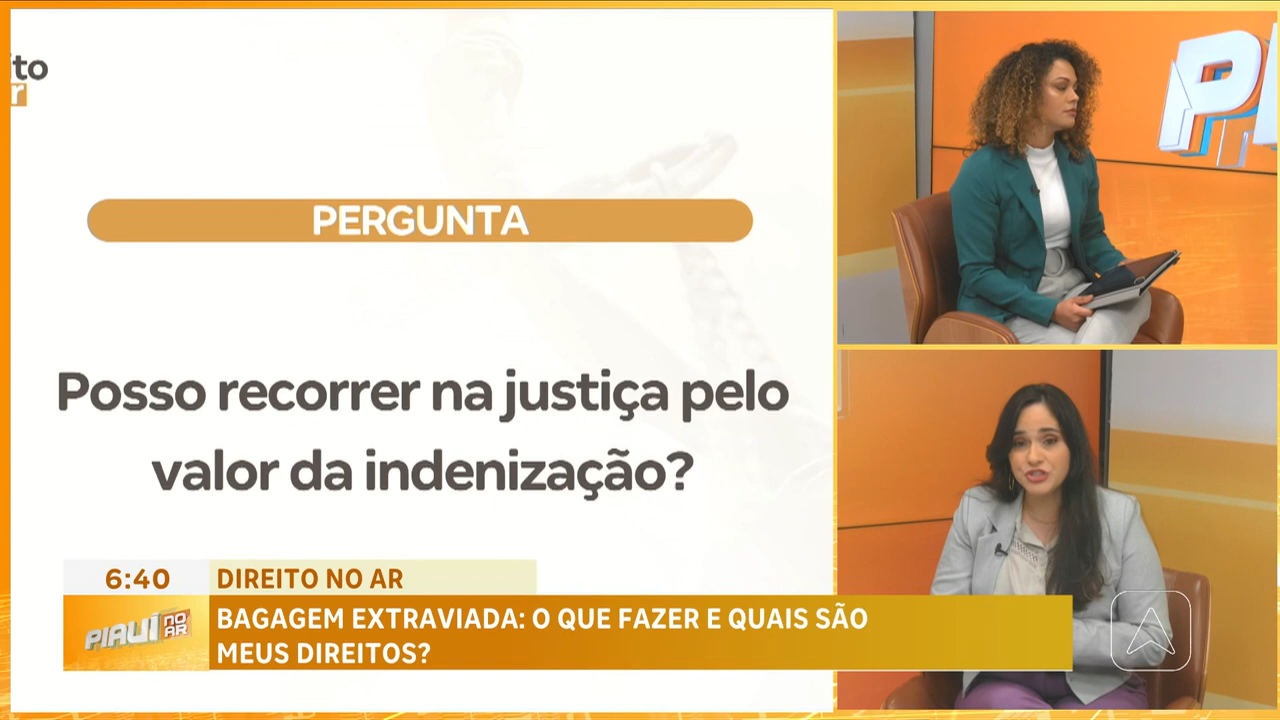 PERGUNTA
Posso recorrer na justiça pelo
valor da indenização?
6:40
DIREITO NO AR
PIAUÍ NO AR
BAGAGEM EXTRAVIADA: O QUE FAZER E QUAIS SÃO
MEUS DIREITOS?